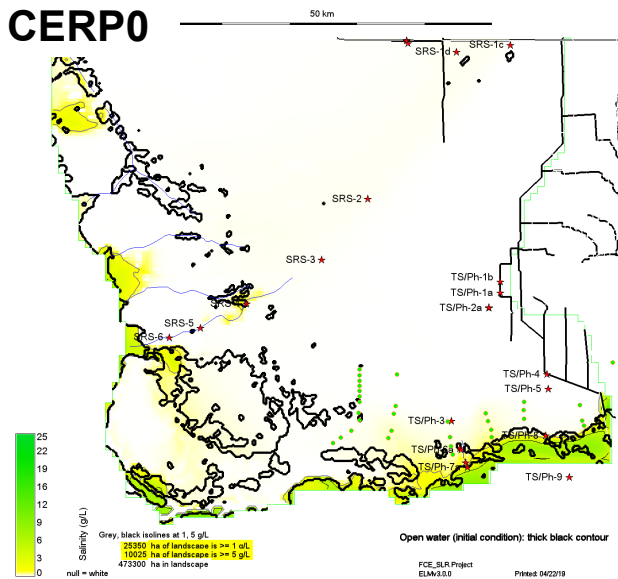 CERP0
50 km
SRS-1d
SRS-1c
SRS-2
SRS-3
TS/Ph-1b
TS/Ph-1a
TS/Ph-2a
SRS-5
SRS-6
TS/Ph-4
TS/Ph-5
TS/Ph-3
TS/Ph-8
TS/Ph-7a
TS/Ph-9
25
22
19
16
12
9
6
3
0
Salinity (g/L)
null = white
Grey, black isolines at 1, 5 g/L
25350 ha of landscape is >= 1 g/L
10025 ha of landscape is >= 5 g/L
473300 ha in landscape
Open water (initial condition): thick black contour
FCE_SLR Project
ELMv3.0.0
Printed: 04/22/19